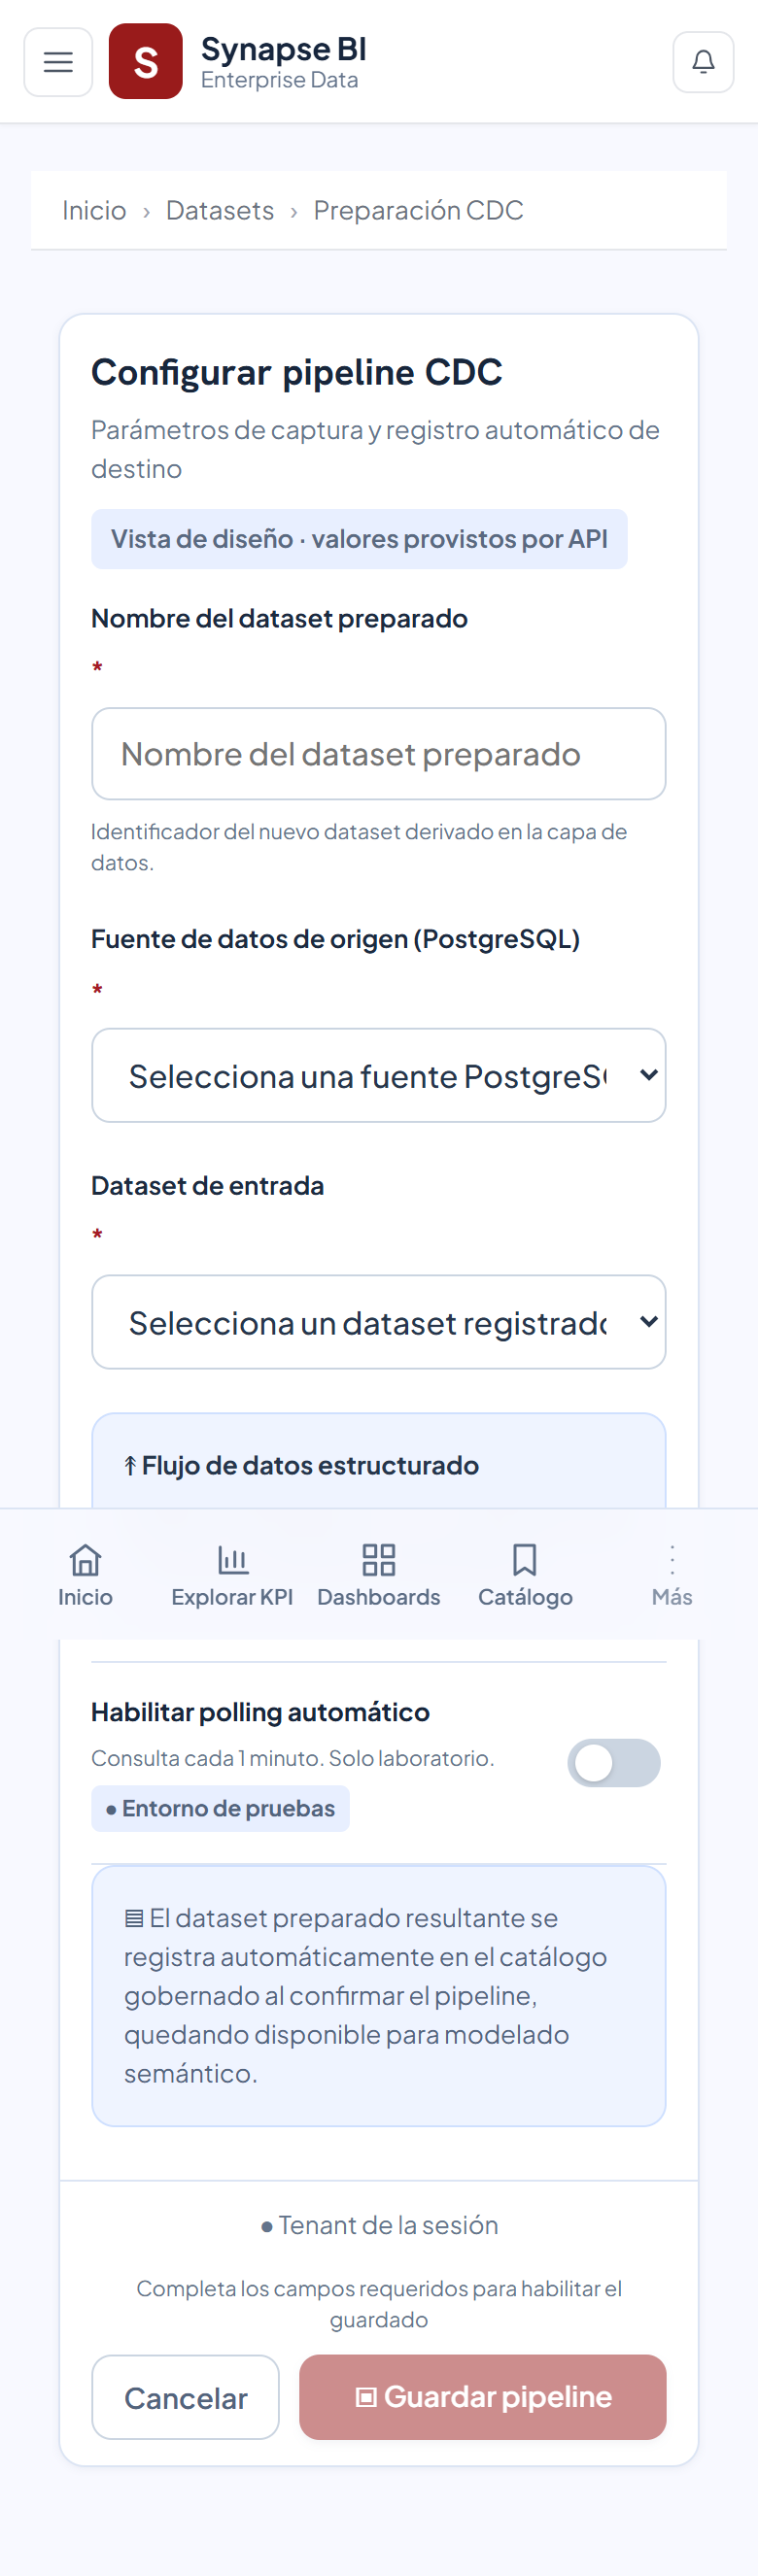 S
Synapse BI
Enterprise Data
Inicio › Datasets › Preparación CDC
Configurar pipeline CDC
Parámetros de captura y registro automático de
destino
Vista de diseño · valores provistos por API
Nombre del dataset preparado
*
Nombre del dataset preparado
Identificador del nuevo dataset derivado en la capa de
datos.
Fuente de datos de origen (PostgreSQL)
*
Selecciona una fuente PostgreS
Dataset de entrada
*
Selecciona un dataset registrado
Flujo de datos estructurado
Inicio
Explorar KPI
Dashboards
Catálogo
Más
Habilitar polling automático
Consulta cada 1 minuto. Solo laboratorio.
● Entorno de pruebas
▤ El dataset preparado resultante se
registra automáticamente en el catálogo
gobernado al confirmar el pipeline,
quedando disponible para modelado
semántico.
● Tenant de la sesión
Completa los campos requeridos para habilitar el
guardado
Cancelar
▣ Guardar pipeline